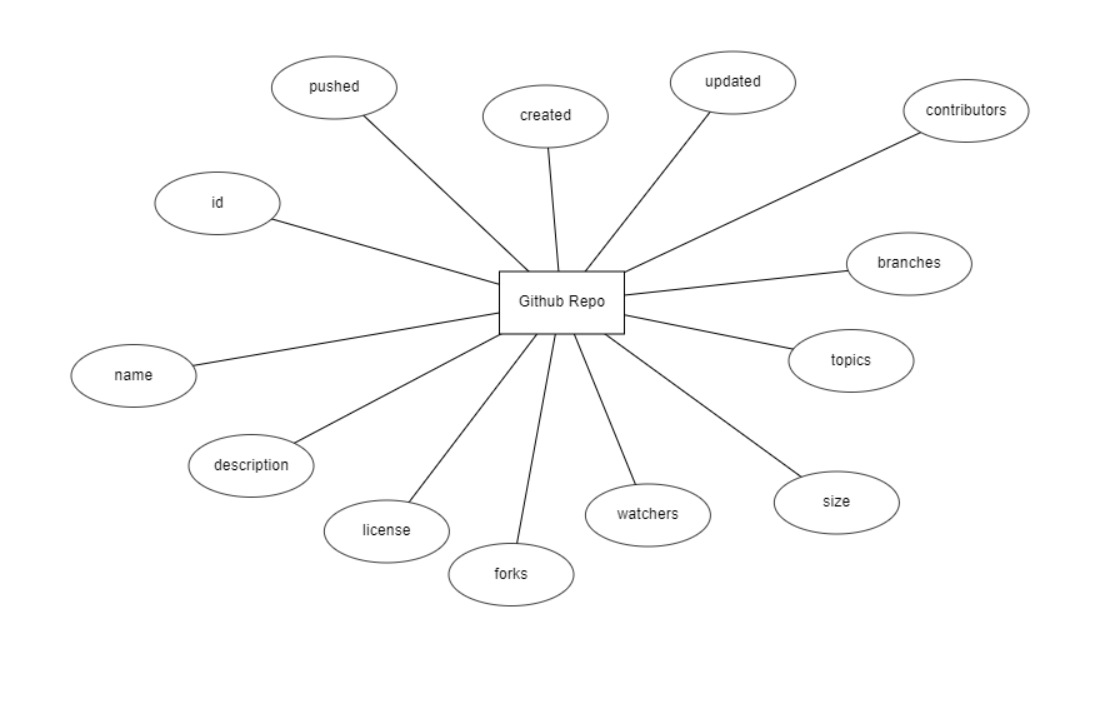 pushed
created
updated
contributors
id
branches
Github Repo
topics
name
description
license
forks
watchers
size